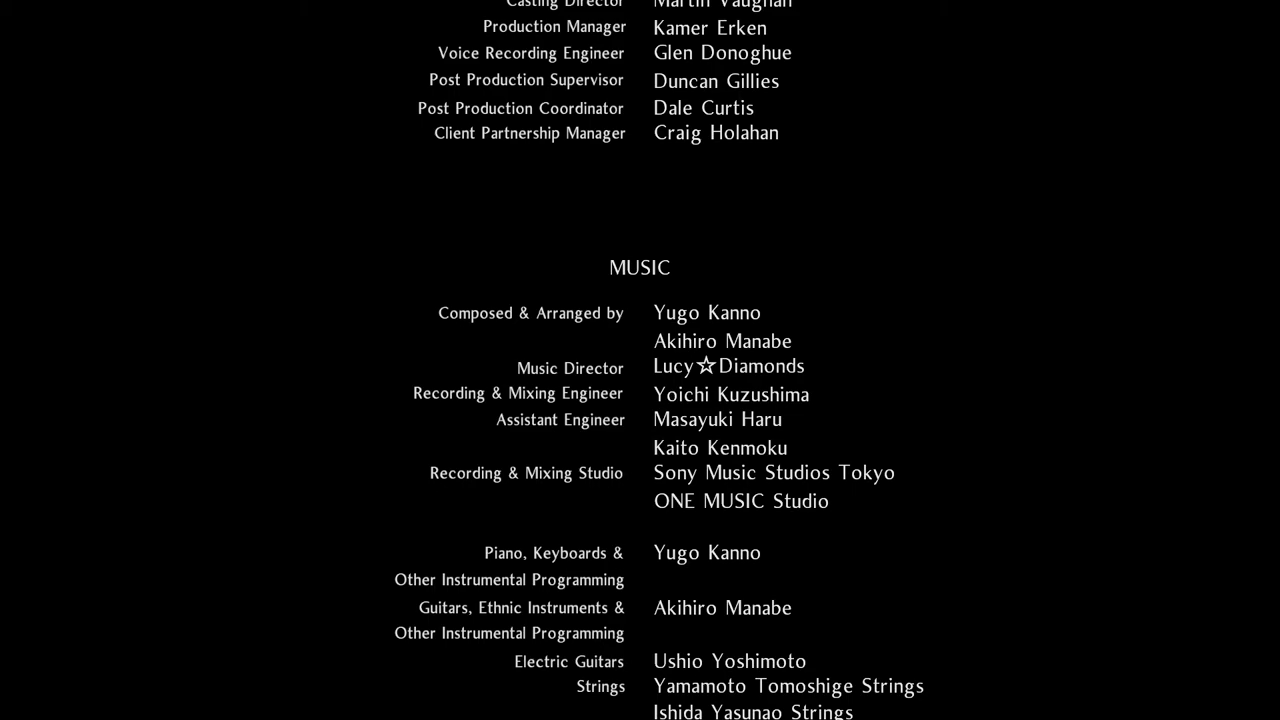 Casting Director Martin Vaughan
Production Manager Kamer Erken
Voice Recording Engineer Glen Donoghue
Post Production Supervisor Duncan Gillies
Post Production Coordinator Dale Curtis
Client Partnership Manager Craig Holahan
MUSIC
Composed & Arranged by Yugo Kanno
Akihiro Manabe
Music Director Lucy☆Diamonds
Recording & Mixing Engineer Yoichi Kuzushima
Assistant Engineer Masayuki Haru
Kaito Kenmoku
Recording & Mixing Studio Sony Music Studios Tokyo
ONE MUSIC Studio
Piano, Keyboards & Yugo Kanno
Other Instrumental Programming
Guitars, Ethnic Instruments & Akihiro Manabe
Other Instrumental Programming
Electric Guitars Ushio Yoshimoto
Strings Yamamoto Tomoshige Strings
Ishida Yasunao Strings